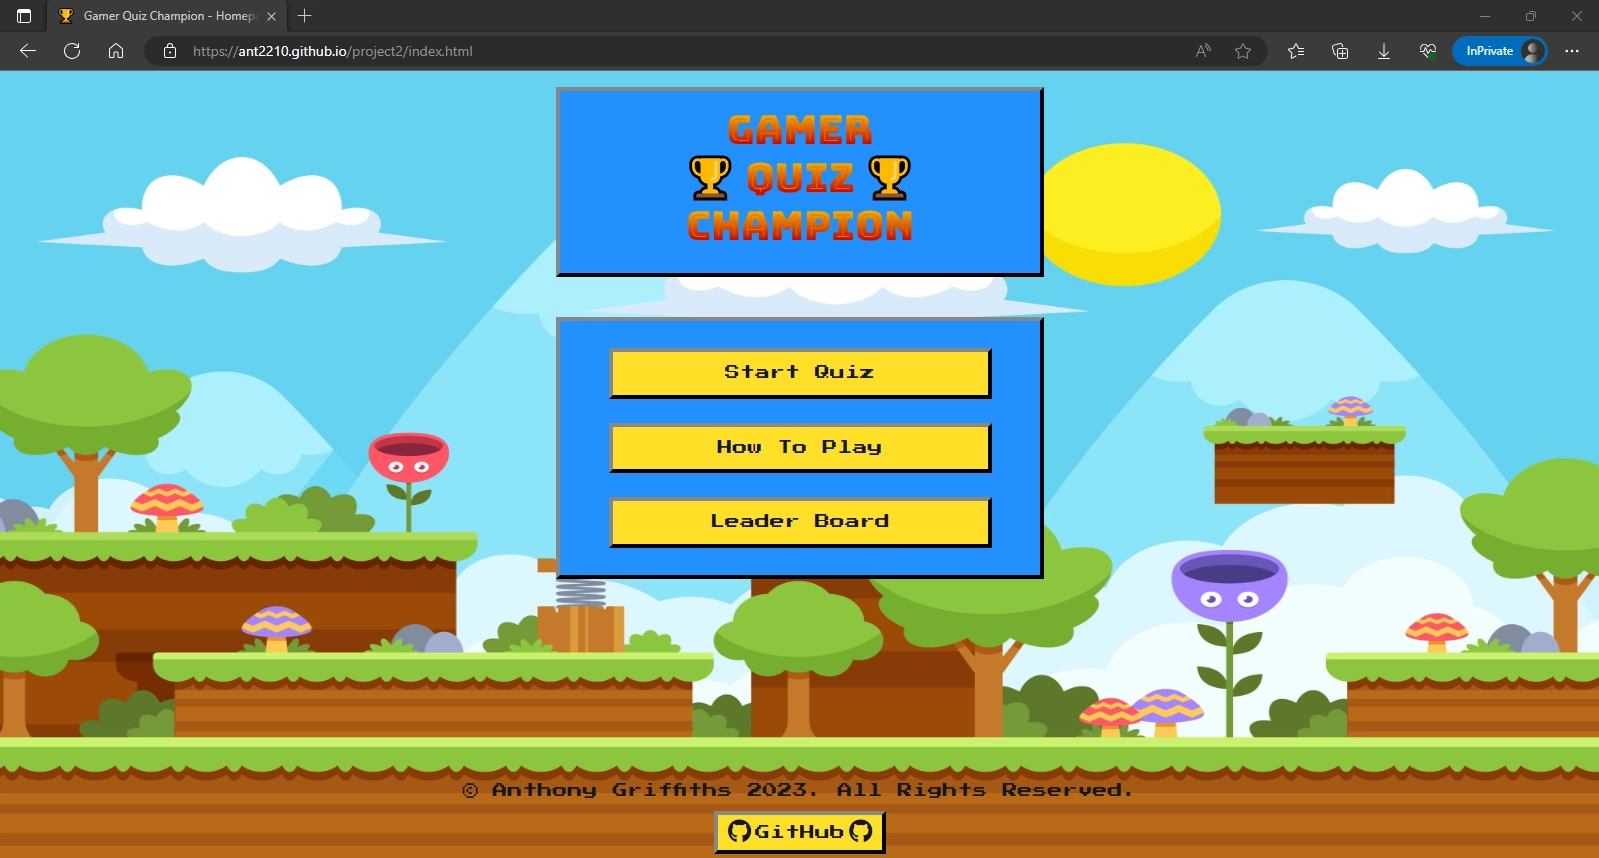 Gamer Quiz Champion - Homep
https://ant2210.github.io/project2/index.html
InPrivate
GAMER
QUIZ
CHAMPION
Start Quiz
How To Play
Leader Board
© Anthony Griffiths 2023. All Rights Reserved.
GitHub